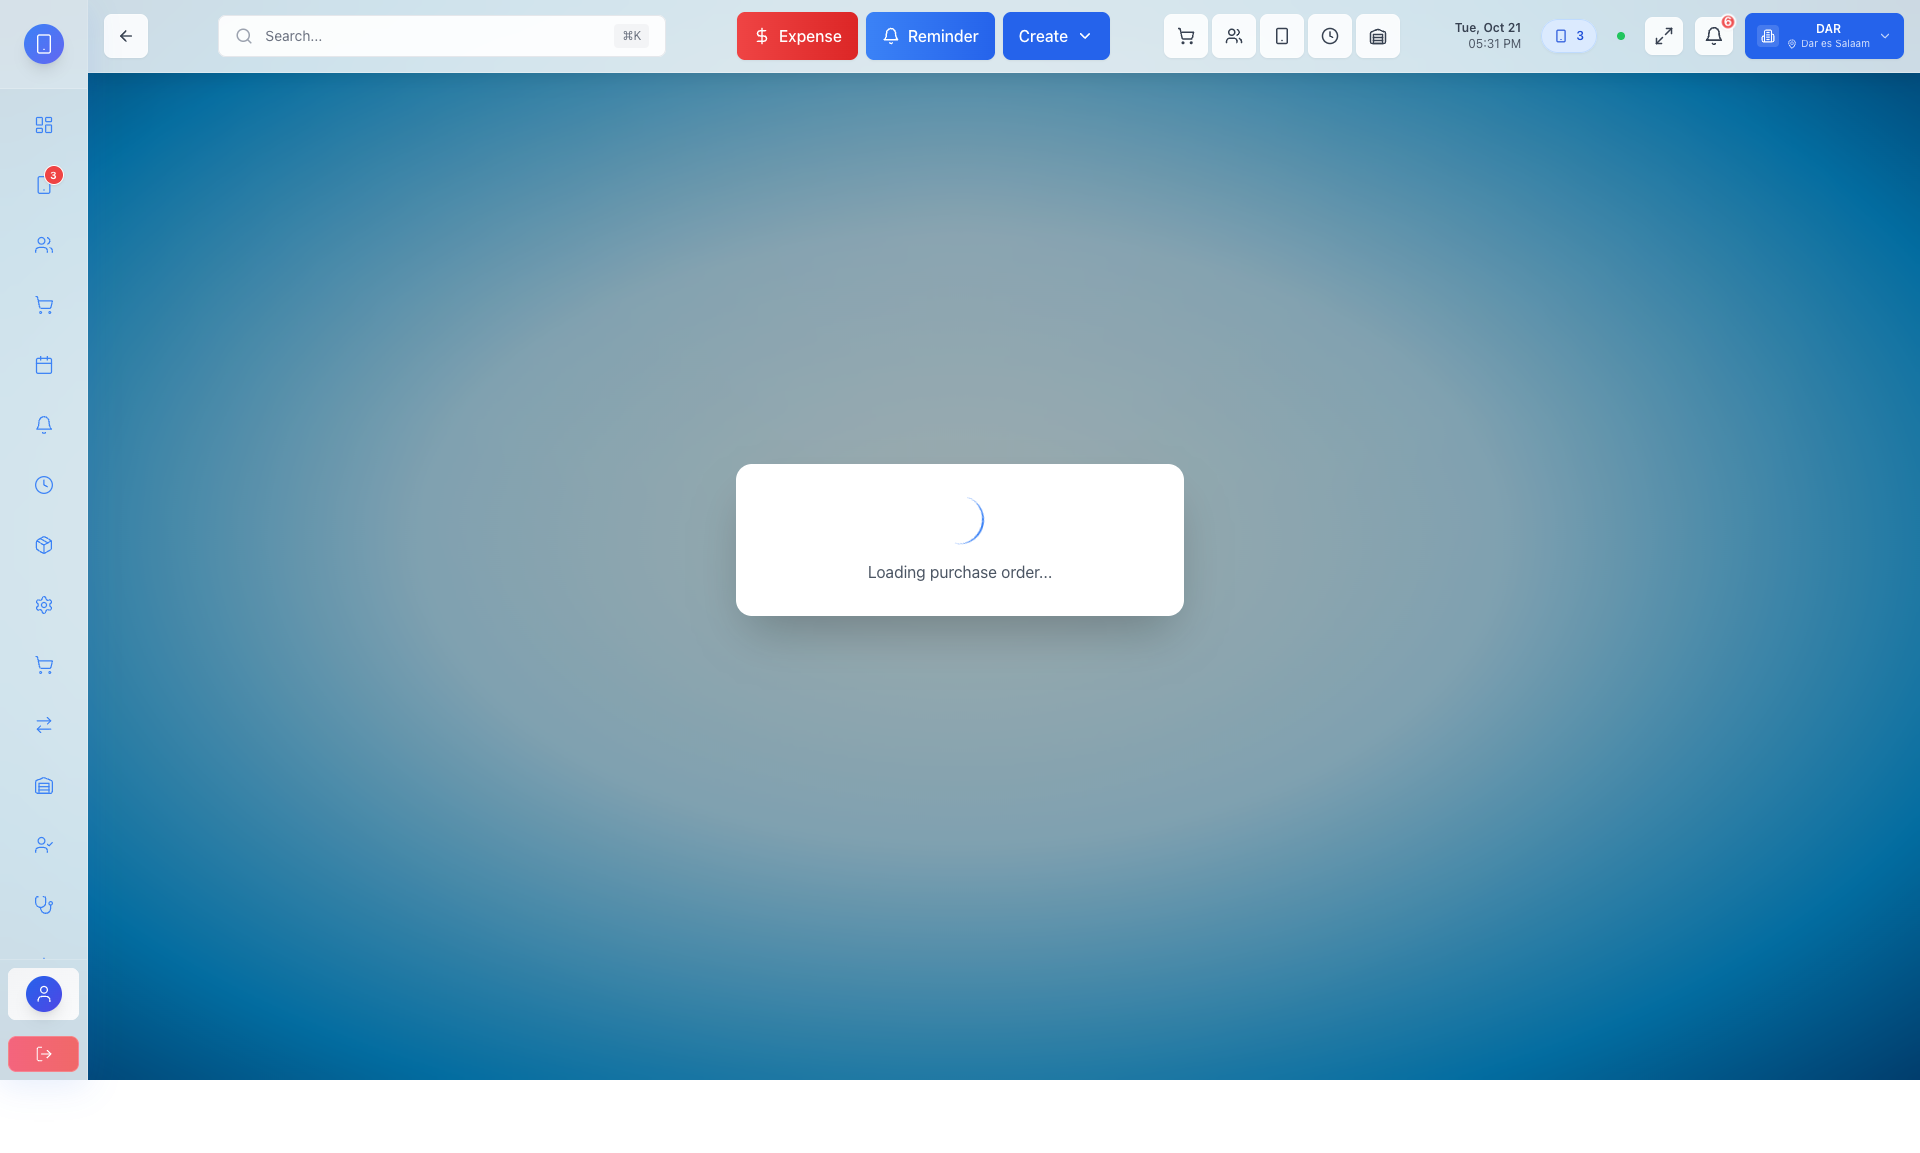 Search...
⌘K
Expense
Reminder
Create
Tue, Oct 21
05:31 PM
3
6
DAR
Dar es Salaam
3
Loading purchase order...